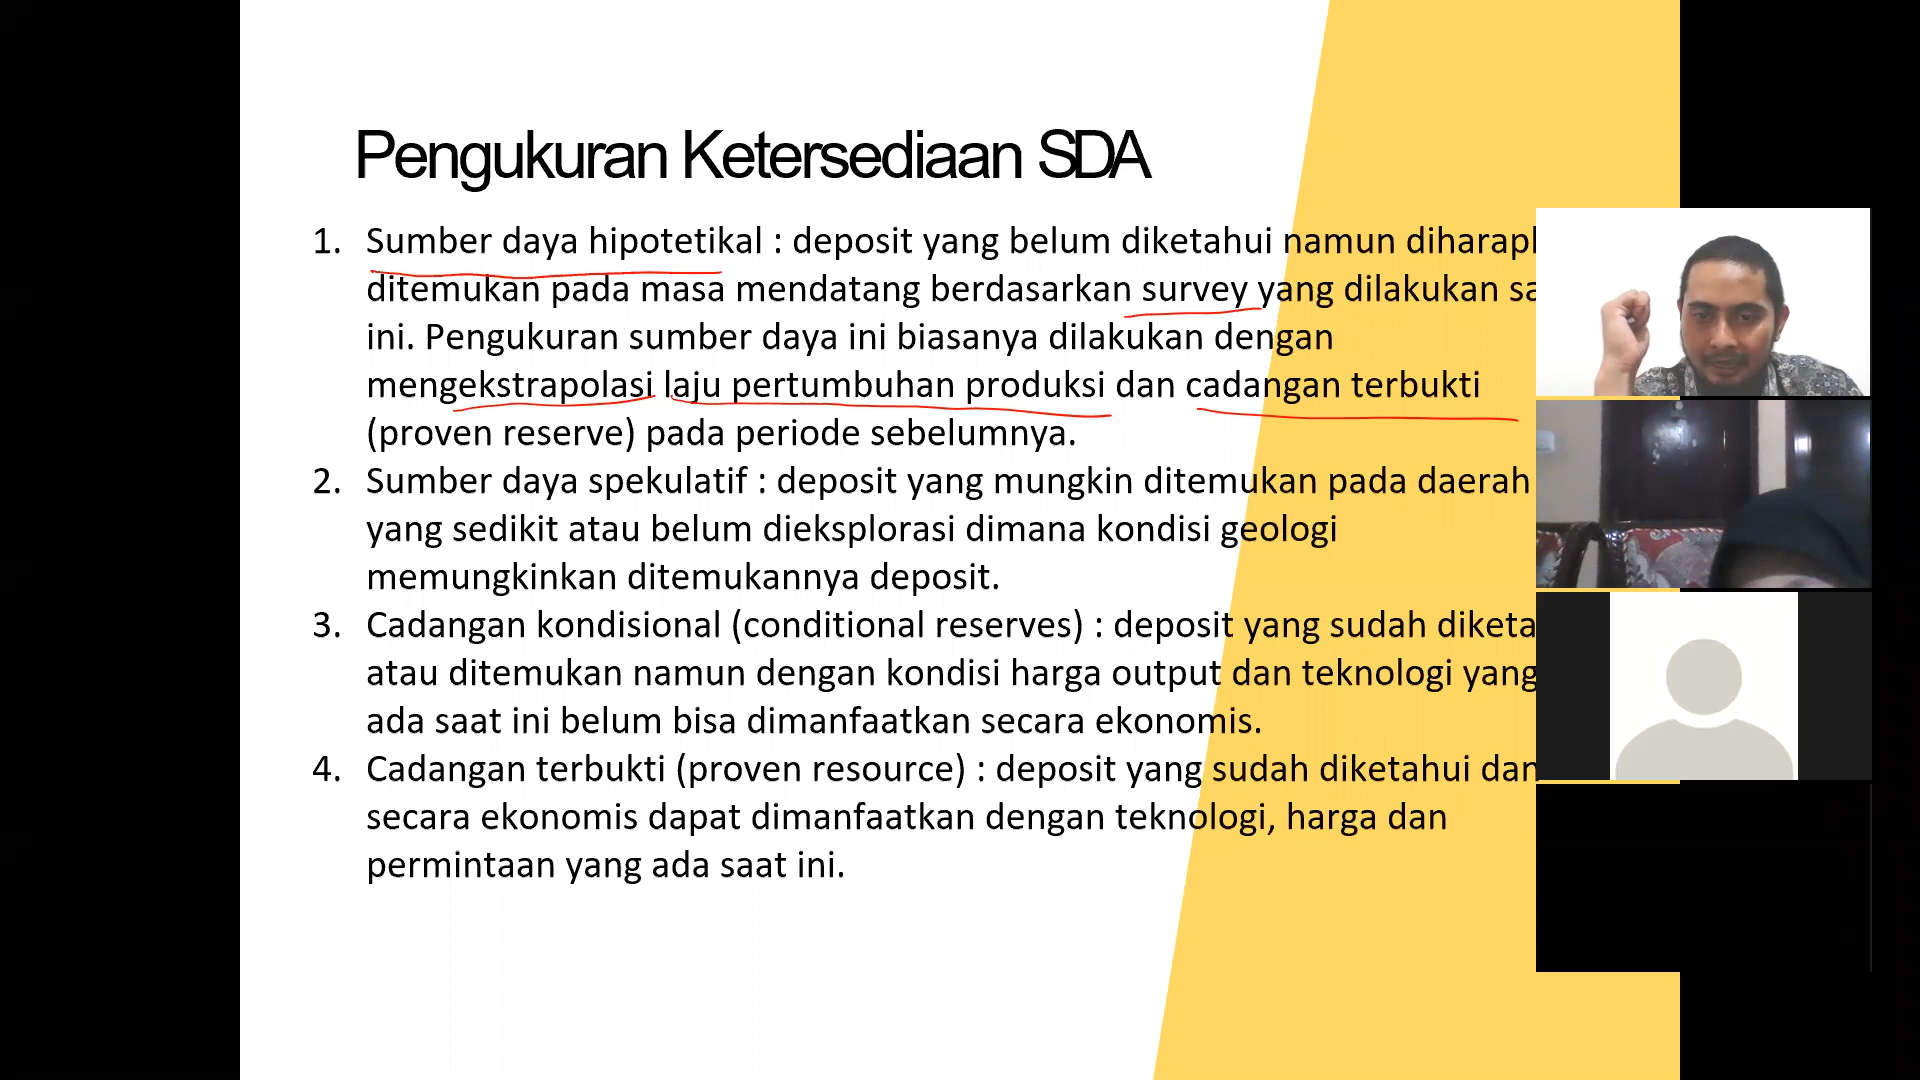 Pengukuran Ketersediaan SDA
1. Sumber daya hipotetikal : deposit yang belum diketahui namun
ditemukan pada masa mendatang berdasarkan survey yang dilakukan
ini. Pengukuran sumber daya ini biasanya dilakukan dengan
mengekstrapolasi laju pertumbuhan produksi dan cadangan terbukti
(proven reserve) pada periode sebelumnya.
2. Sumber daya spekulatif : deposit yang mungkin ditemukan pada daerah
yang sedikit atau belum dieksplorasi dimana kondisi geologi
memungkinkan ditemukannya deposit.
3. Cadangan kondisional (conditional reserves) : deposit yang sudah
atau ditemukan namun dengan kondisi harga output dan teknologi yang
ada saat ini belum bisa dimanfaatkan secara ekonomis.
4. Cadangan terbukti (proven resource) : deposit yang sudah diketahui dan
secara ekonomis dapat dimanfaatkan dengan teknologi, harga dan
permintaan yang ada saat ini.